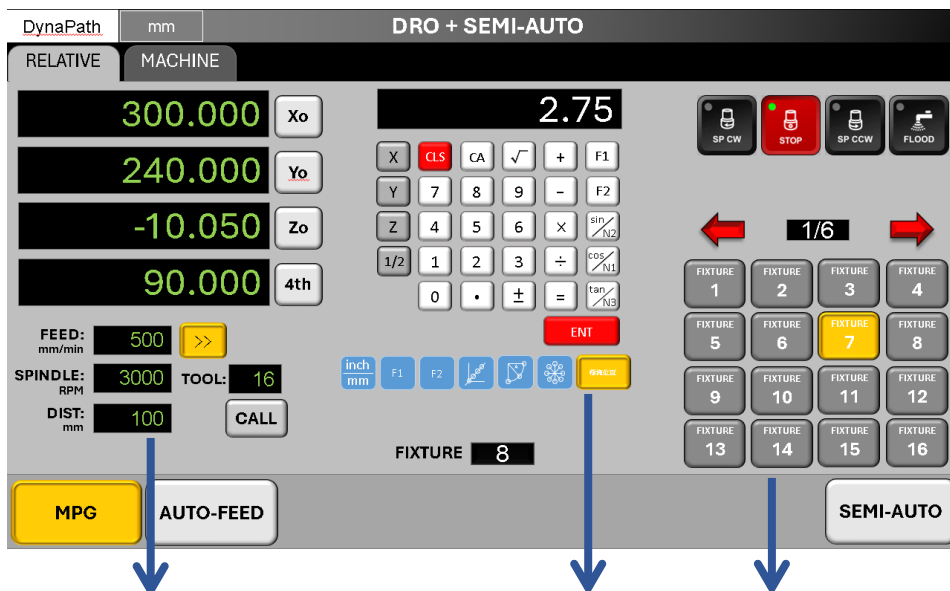 DynaPath mm DRO + SEMI-AUTO
RELATIVE MACHINE
300.000 Xo
240.000 Yo
-10.050 Zo
90.000 4th
FEED: 500 >>
mm/min
SPINDLE: 3000 TOOL: 16
RPM
DIST: 100 CALL
mm
2.75
X CLS CA √ + F1
Y 7 8 9 - F2
Z 4 5 6 × sin/N2
1/2 1 2 3 ÷ cos/N1
0 · ± = tan/N3
ENT
inch/mm F1 F2
FIXTURE 8
SP CW STOP SP CCW FLOOD
1/6
FIXTURE 1 FIXTURE 2 FIXTURE 3 FIXTURE 4
FIXTURE 5 FIXTURE 6 FIXTURE 7 FIXTURE 8
FIXTURE 9 FIXTURE 10 FIXTURE 11 FIXTURE 12
FIXTURE 13 FIXTURE 14 FIXTURE 15 FIXTURE 16
MPG AUTO-FEED SEMI-AUTO